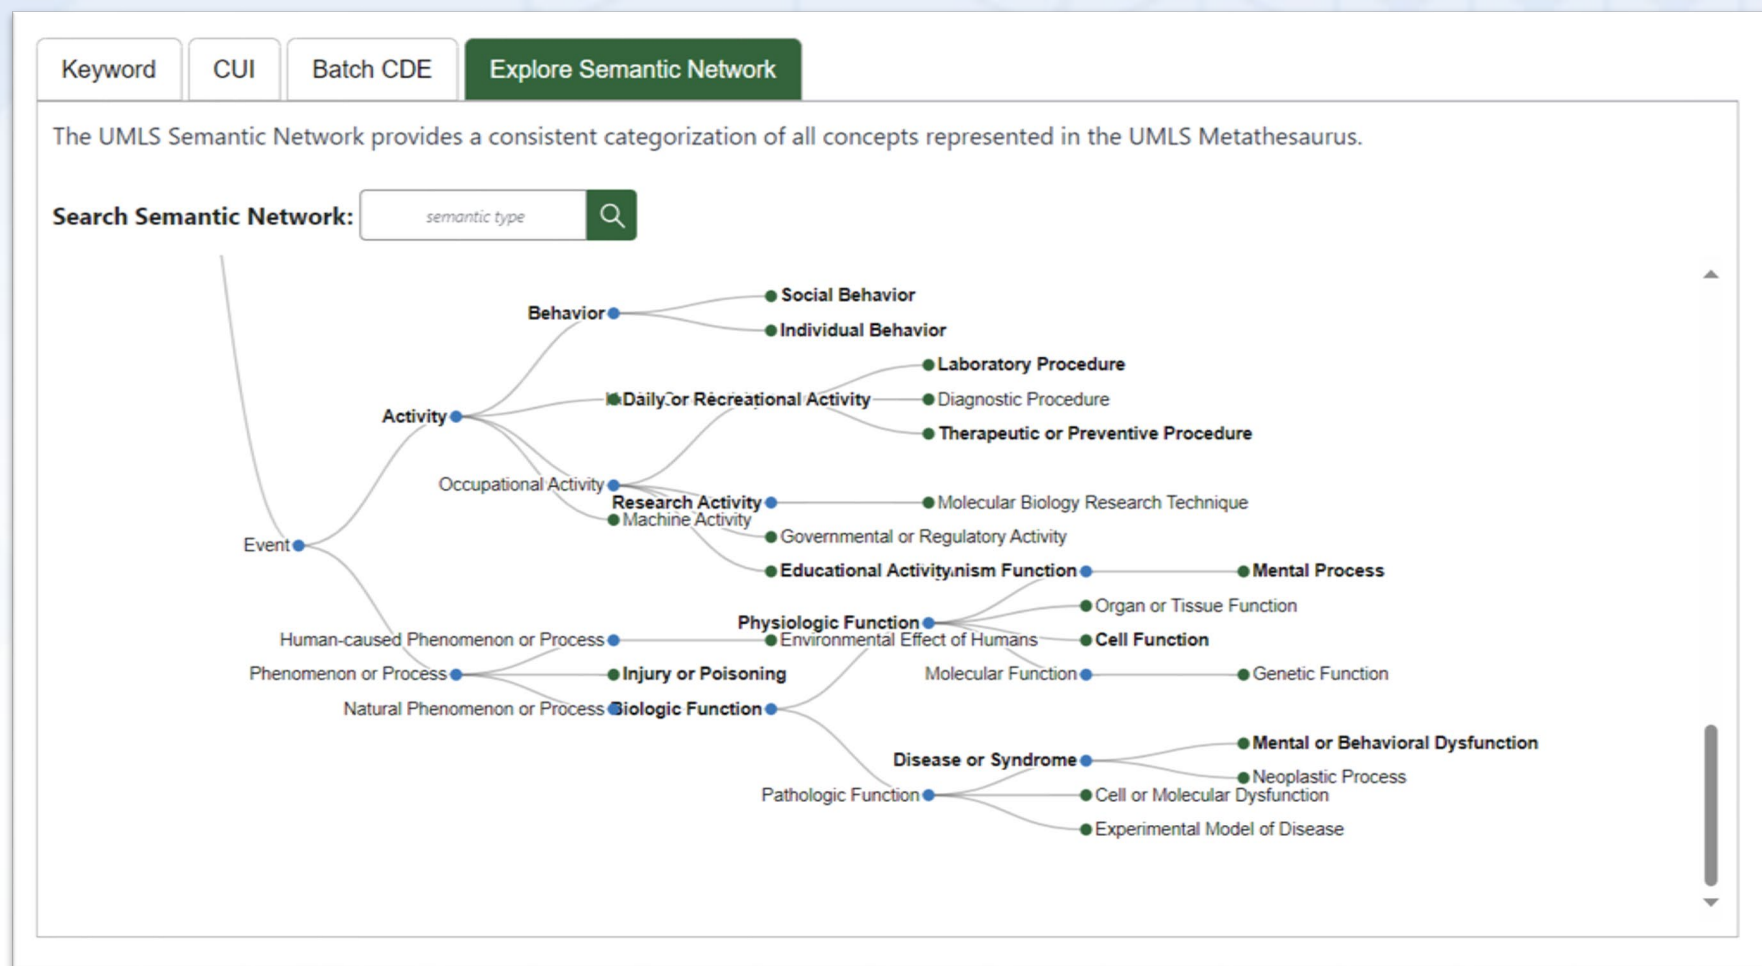 Keyword CUI Batch CDE Explore Semantic Network
The UMLS Semantic Network provides a consistent categorization of all concepts represented in the UMLS Metathesaurus.
Search Semantic Network: semantic type
Social Behavior
Behavior
Individual Behavior
Laboratory Procedure
Daily or Recreational Activity
Diagnostic Procedure
Activity
Therapeutic or Preventive Procedure
Occupational Activity
Research Activity
Molecular Biology Research Technique
Machine Activity
Governmental or Regulatory Activity
Event
Educational Activity
Function
Mental Process
Organ or Tissue Function
Physiologic Function
Human-caused Phenomenon or Process
Environmental Effect of Humans
Cell Function
Phenomenon or Process
Injury or Poisoning
Molecular Function
Genetic Function
Natural Phenomenon or Process
Biologic Function
Mental or Behavioral Dysfunction
Disease or Syndrome
Neoplastic Process
Pathologic Function
Cell or Molecular Dysfunction
Experimental Model of Disease